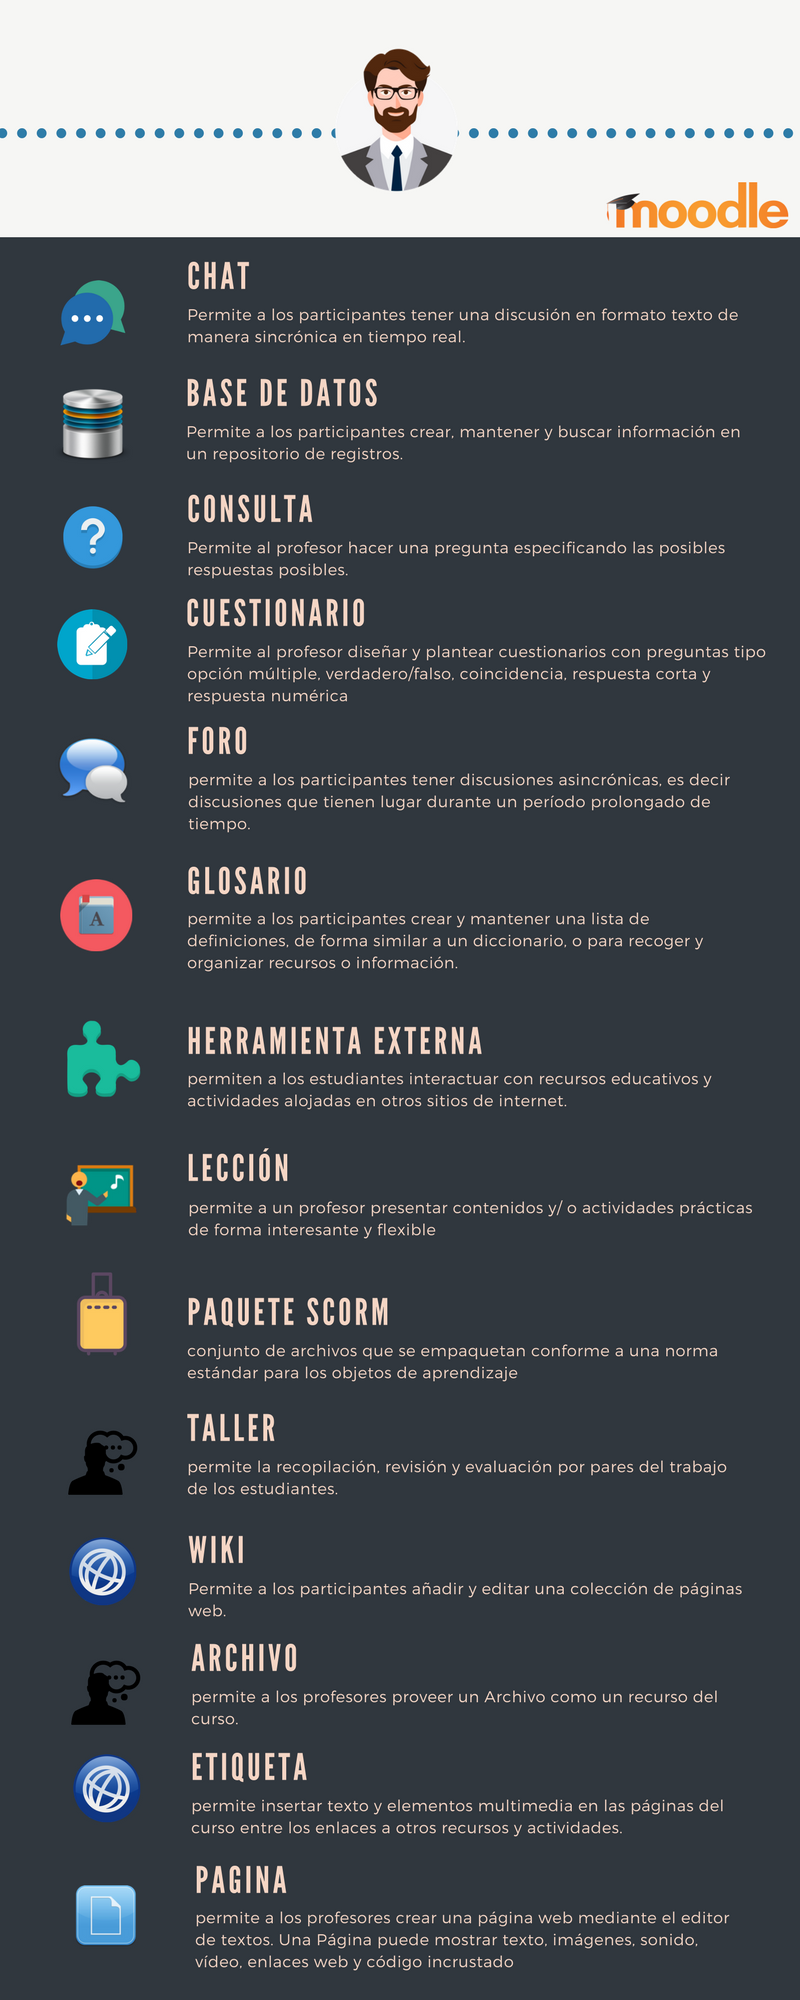 moodle
CHAT
Permite a los participantes tener una discusión en formato texto de
manera sincrónica en tiempo real.
BASE DE DATOS
Permite a los participantes crear, mantener y buscar información en
un repositorio de registros.
CONSULTA
Permite al profesor hacer una pregunta especificando las posibles
respuestas posibles.
CUESTIONARIO
Permite al profesor diseñar y plantear cuestionarios con preguntas tipo
opción múltiple, verdadero/falso, coincidencia, respuesta corta y
respuesta numérica
FORO
permite a los participantes tener discusiones asincrónicas, es decir
discusiones que tienen lugar durante un período prolongado de
tiempo.
GLOSARIO
A
permite a los participantes crear y mantener una lista de
definiciones, de forma similar a un diccionario, o para recoger y
organizar recursos o información.
HERRAMIENTA EXTERNA
permiten a los estudiantes interactuar con recursos educativos y
actividades alojadas en otros sitios de internet.
LECCIÓN
permite a un profesor presentar contenidos y/ o actividades prácticas
de forma interesante y flexible
PAQUETE SCORM
conjunto de archivos que se empaquetan conforme a una norma
estándar para los objetos de aprendizaje
TALLER
permite la recopilación, revisión y evaluación por pares del trabajo
de los estudiantes.
WIKI
Permite a los participantes añadir y editar una colección de páginas
web.
ARCHIVO
permite a los profesores proveer un Archivo como un recurso del
curso.
ETIQUETA
permite insertar texto y elementos multimedia en las páginas del
curso entre los enlaces a otros recursos y actividades.
PAGINA
permite a los profesores crear una página web mediante el editor
de textos. Una Página puede mostrar texto, imágenes, sonido,
vídeo, enlaces web y código incrustado